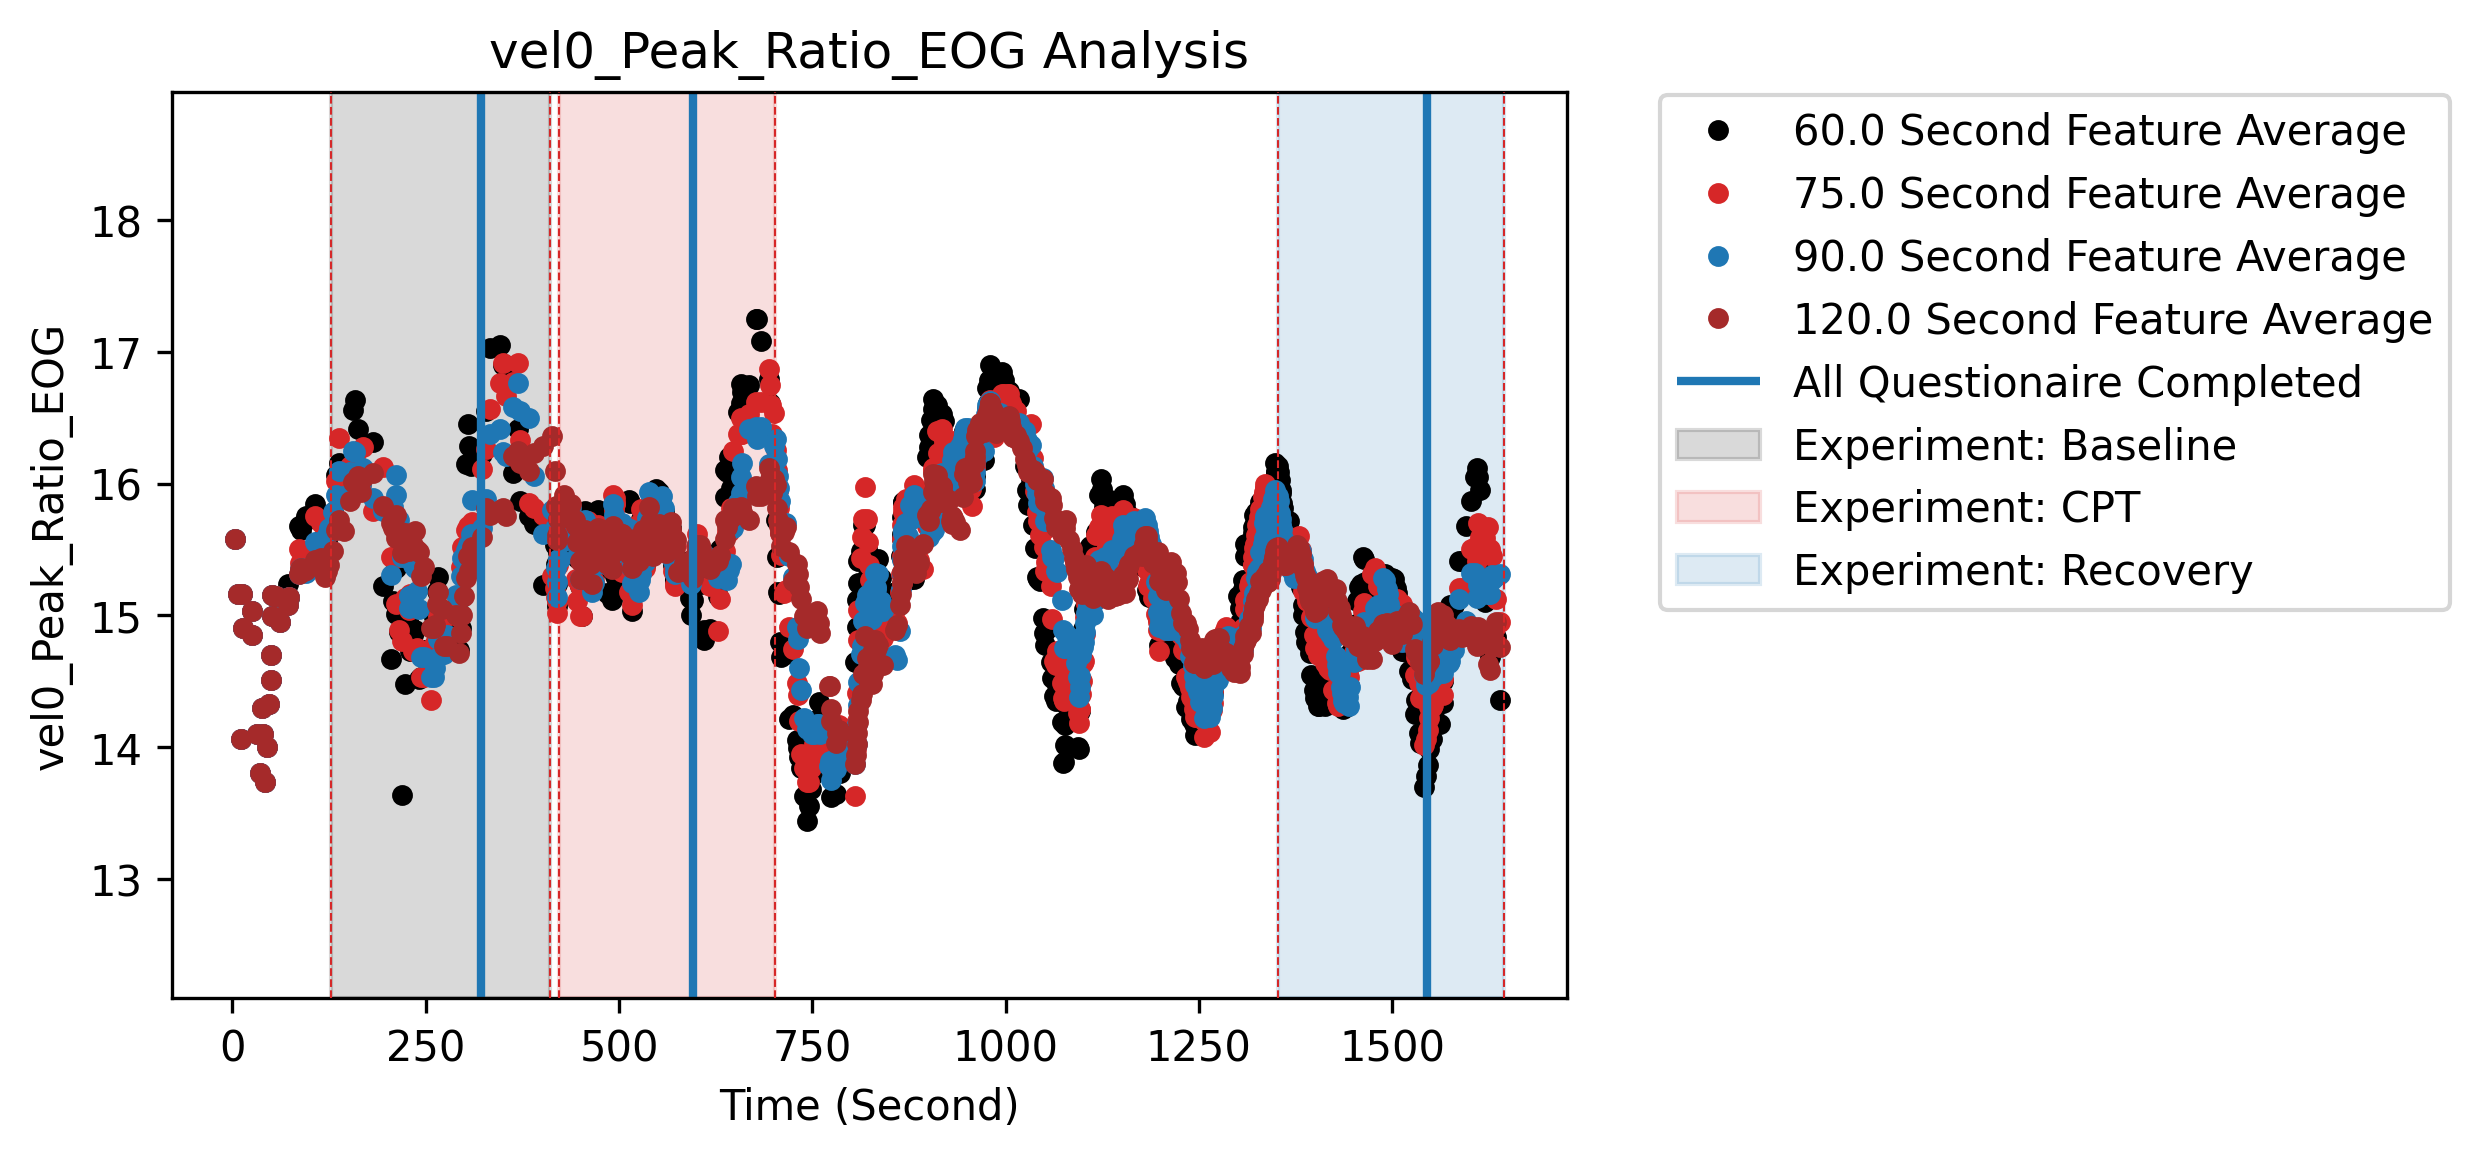 vel0_Peak_Ratio_EOG Analysis
vel0_Peak_Ratio_EOG
18
17
16
15
14
13
0 250 500 750 1000 1250 1500
Time (Second)
60.0 Second Feature Average
75.0 Second Feature Average
90.0 Second Feature Average
120.0 Second Feature Average
All Questionaire Completed
Experiment: Baseline
Experiment: CPT
Experiment: Recovery